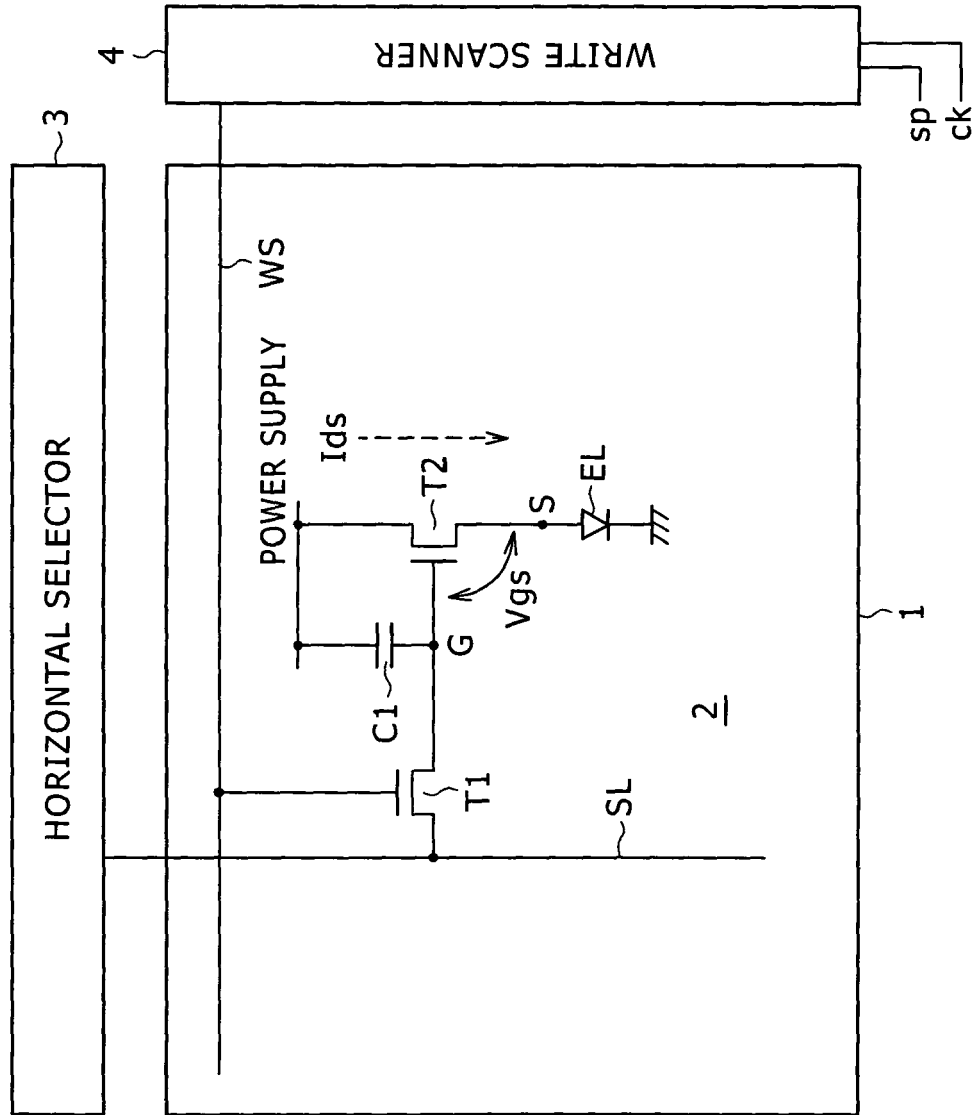 HORIZONTAL SELECTOR
3
4
WRITE SCANNER
sp
ck
WS
POWER SUPPLY
Ids
C1
G
T2
Vgs
S
EL
T1
SL
2
1